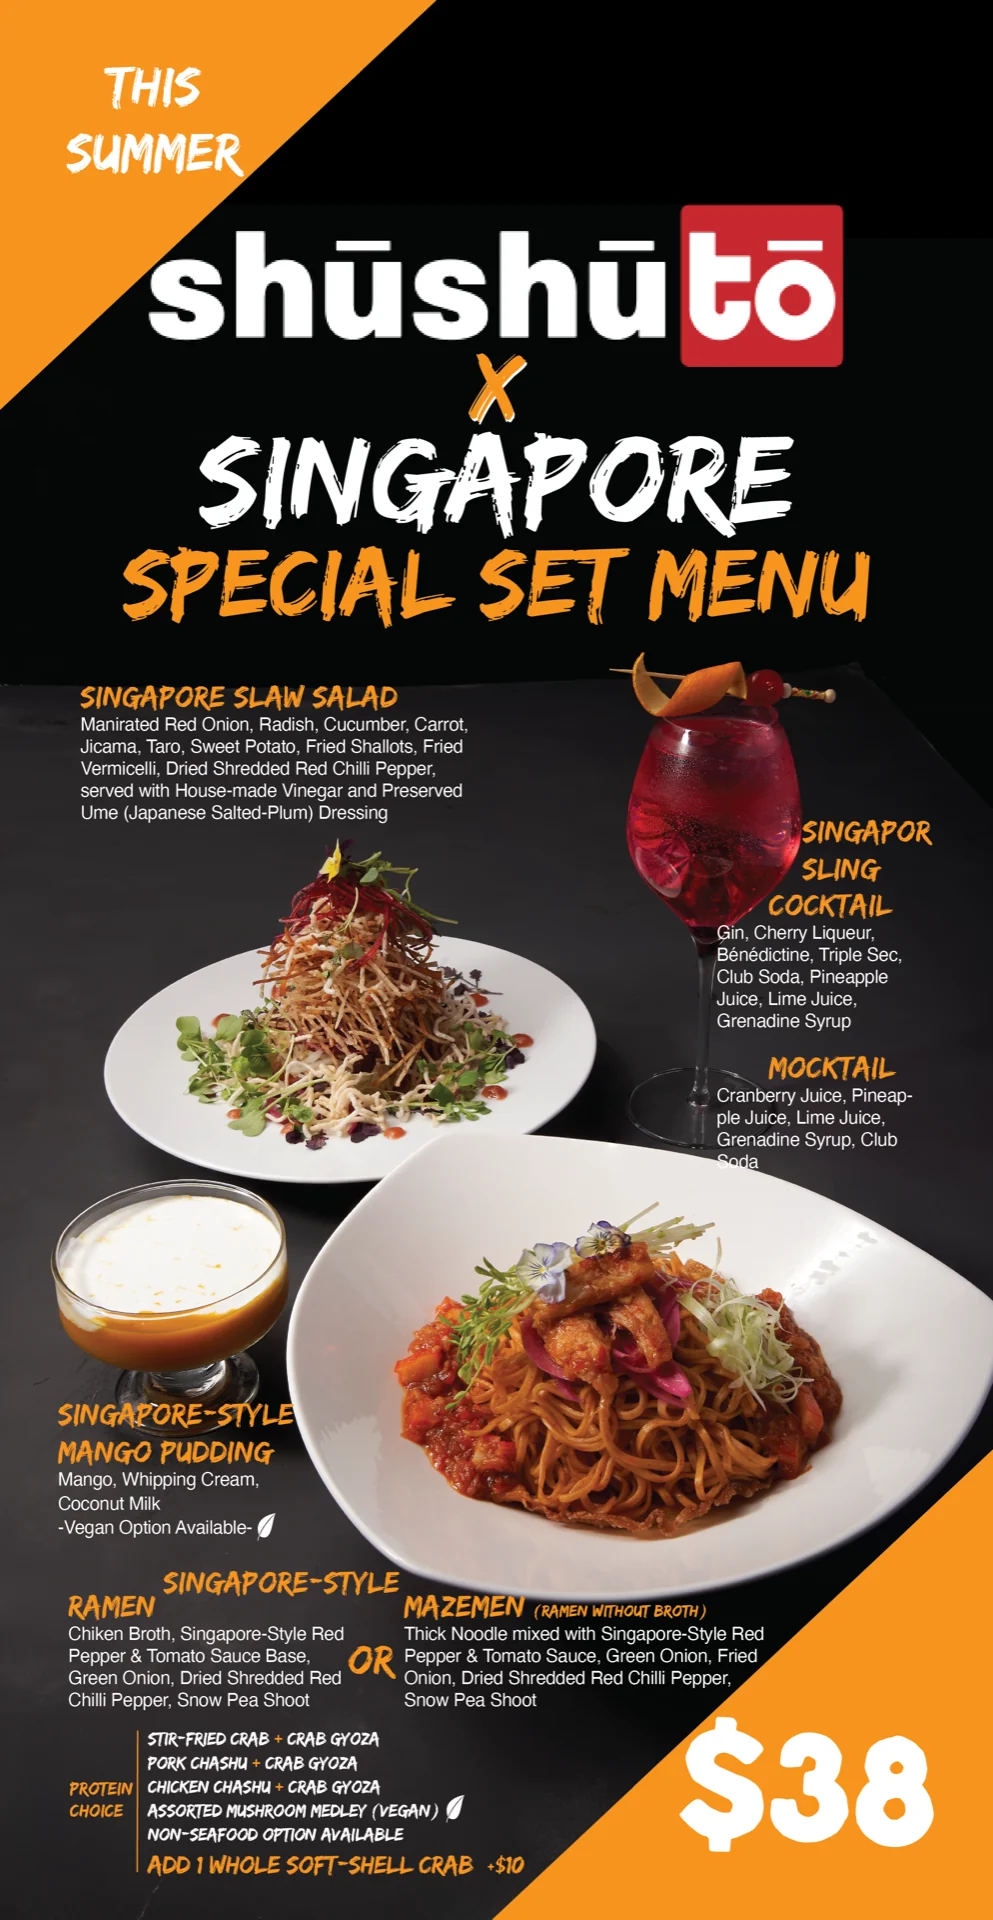 THIS
SUMMER
shūshūtō
X
SINGAPORE
SPECIAL SET MENU
SINGAPORE SLAW SALAD
Manirated Red Onion, Radish, Cucumber, Carrot,
Jicama, Taro, Sweet Potato, Fried Shallots, Fried
Vermicelli, Dried Shredded Red Chilli Pepper,
served with House-made Vinegar and Preserved
Ume (Japanese Salted-Plum) Dressing
SINGAPOR
SLING
COCKTAIL
Gin, Cherry Liqueur,
Bénédictine, Triple Sec,
Club Soda, Pineapple
Juice, Lime Juice,
Grenadine Syrup
MOCKTAIL
Cranberry Juice, Pineap-
ple Juice, Lime Juice,
Grenadine Syrup, Club
Soda
SINGAPORE-STYLE
MANGO PUDDING
Mango, Whipping Cream,
Coconut Milk
-Vegan Option Available-
SINGAPORE-STYLE
RAMEN
Chiken Broth, Singapore-Style Red
Pepper & Tomato Sauce Base,
Green Onion, Dried Shredded Red
Chilli Pepper, Snow Pea Shoot
OR
MAZEMEN (RAMEN WITHOUT BROTH)
Thick Noodle mixed with Singapore-Style Red
Pepper & Tomato Sauce, Green Onion, Fried
Onion, Dried Shredded Red Chilli Pepper,
Snow Pea Shoot
PROTEIN
CHOICE
STIR-FRIED CRAB + CRAB GYOZA
PORK CHASHU + CRAB GYOZA
CHICKEN CHASHU + CRAB GYOZA
ASSORTED MUSHROOM MEDLEY (VEGAN)
NON-SEAFOOD OPTION AVAILABLE
ADD 1 WHOLE SOFT-SHELL CRAB +$10
$38